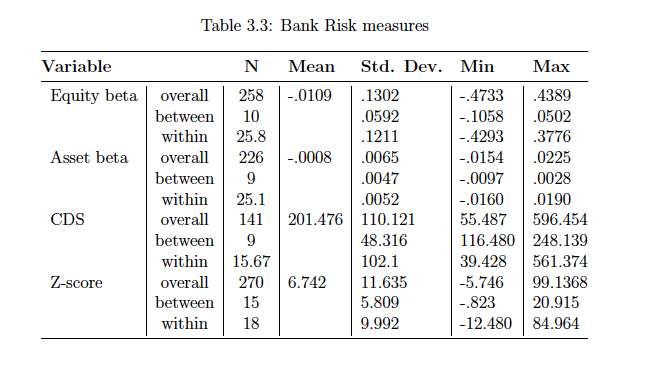 Table 3.3: Bank Risk measures
Variable N Mean Std. Dev. Min Max
Equity beta overall 258 -.0109 .1302 -.4733 .4389
between 10 .0592 -.1058 .0502
within 25.8 .1211 -.4293 .3776
Asset beta overall 226 -.0008 .0065 -.0154 .0225
between 9 .0047 -.0097 .0028
within 25.1 .0052 -.0160 .0190
CDS overall 141 201.476 110.121 55.487 596.454
between 9 48.316 116.480 248.139
within 15.67 102.1 39.428 561.374
Z-score overall 270 6.742 11.635 -5.746 99.1368
between 15 5.809 -.823 20.915
within 18 9.992 -12.480 84.964